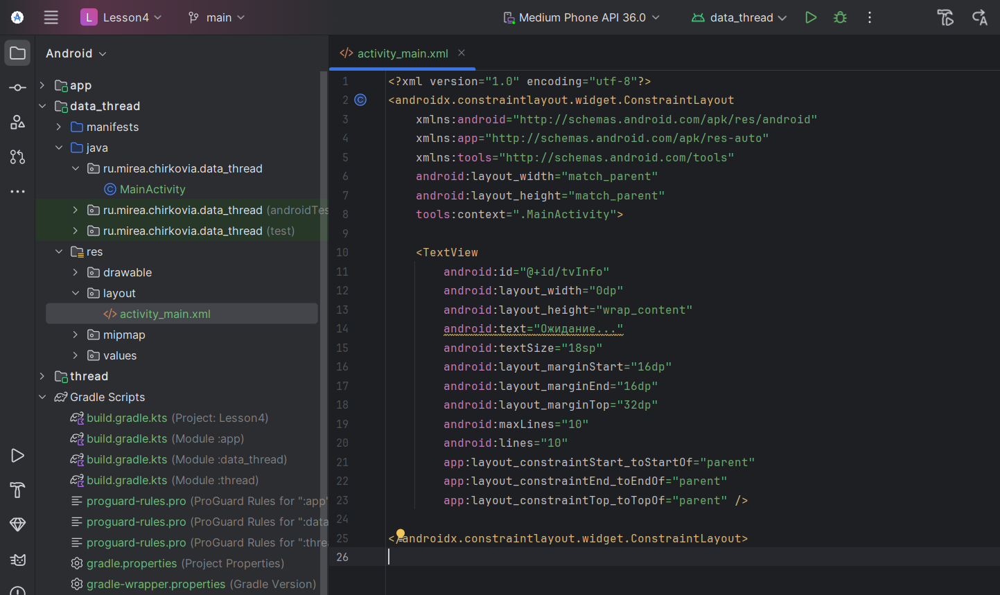 L Lesson4 main Medium Phone API 36.0 data_thread
Android
app
data_thread
manifests
java
ru.mirea.chirkovia.data_thread
MainActivity
ru.mirea.chirkovia.data_thread (androidTes
ru.mirea.chirkovia.data_thread (test)
res
drawable
layout
activity_main.xml
mipmap
values
thread
Gradle Scripts
build.gradle.kts (Project: Lesson4)
build.gradle.kts (Module :app)
build.gradle.kts (Module :data_thread)
build.gradle.kts (Module :thread)
proguard-rules.pro (ProGuard Rules for ":app"
proguard-rules.pro (ProGuard Rules for ":data
proguard-rules.pro (ProGuard Rules for ":thre
gradle.properties (Project Properties)
gradle-wrapper.properties (Gradle Version)
</> activity_main.xml
1 <?xml version="1.0" encoding="utf-8"?>
2 <androidx.constraintlayout.widget.ConstraintLayout
3 xmlns:android="http://schemas.android.com/apk/res/android"
4 xmlns:app="http://schemas.android.com/apk/res-auto"
5 xmlns:tools="http://schemas.android.com/tools"
6 android:layout_width="match_parent"
7 android:layout_height="match_parent"
8 tools:context=".MainActivity">
9
10 <TextView
11 android:id="@+id/tvInfo"
12 android:layout_width="0dp"
13 android:layout_height="wrap_content"
14 android:text="Ожидание..."
15 android:textSize="18sp"
16 android:layout_marginStart="16dp"
17 android:layout_marginEnd="16dp"
18 android:layout_marginTop="32dp"
19 android:maxLines="10"
20 android:lines="10"
21 app:layout_constraintStart_toStartOf="parent"
22 app:layout_constraintEnd_toEndOf="parent"
23 app:layout_constraintTop_toTopOf="parent" />
24
25 </androidx.constraintlayout.widget.ConstraintLayout>
26